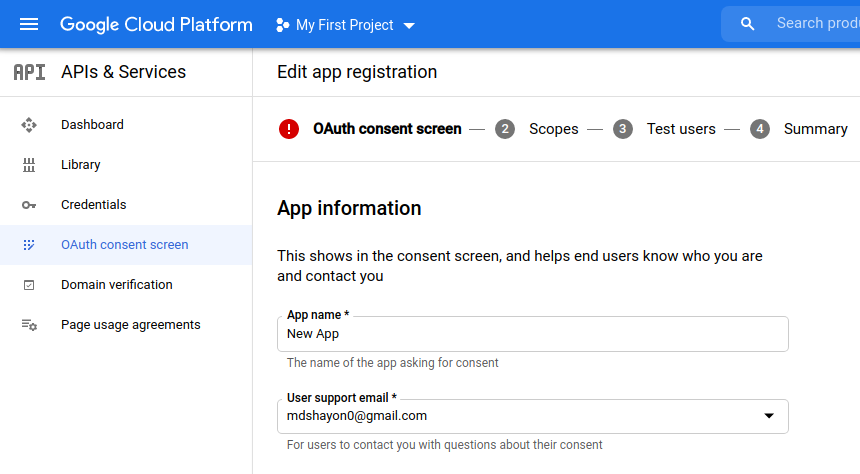 Google Cloud Platform
My First Project
Search produ
API APIs & Services
Edit app registration
Dashboard
Library
Credentials
OAuth consent screen
Domain verification
Page usage agreements
! OAuth consent screen — 2 Scopes — 3 Test users — 4 Summary
App information
This shows in the consent screen, and helps end users know who you are
and contact you
App name *
New App
The name of the app asking for consent
User support email *
mdshayon0@gmail.com
For users to contact you with questions about their consent